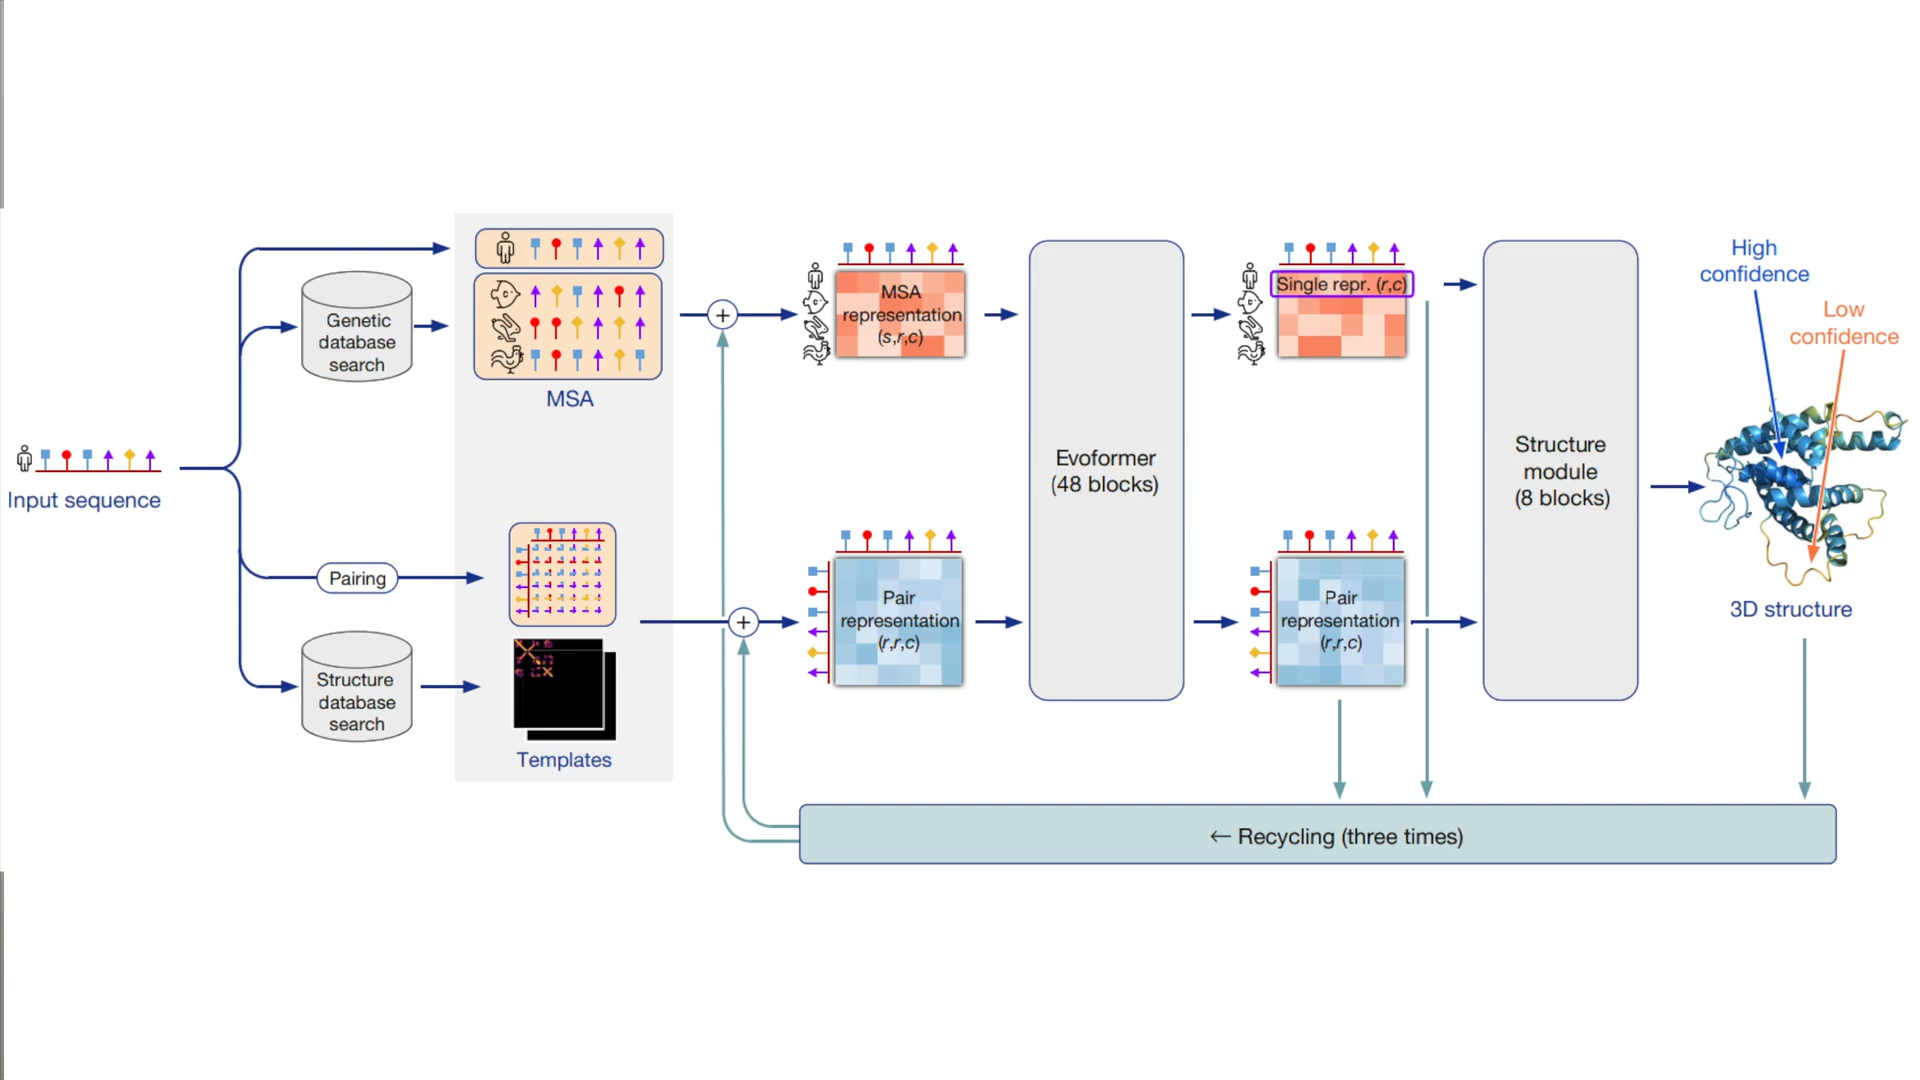 Input sequence
Genetic
database
search
MSA
Pairing
Structure
database
search
Templates
+
+
MSA
representation
(s,r,c)
Pair
representation
(r,r,c)
Evoformer
(48 blocks)
Single repr. (r,c)
Pair
representation
(r,r,c)
Structure
module
(8 blocks)
High
confidence
Low
confidence
3D structure
← Recycling (three times)